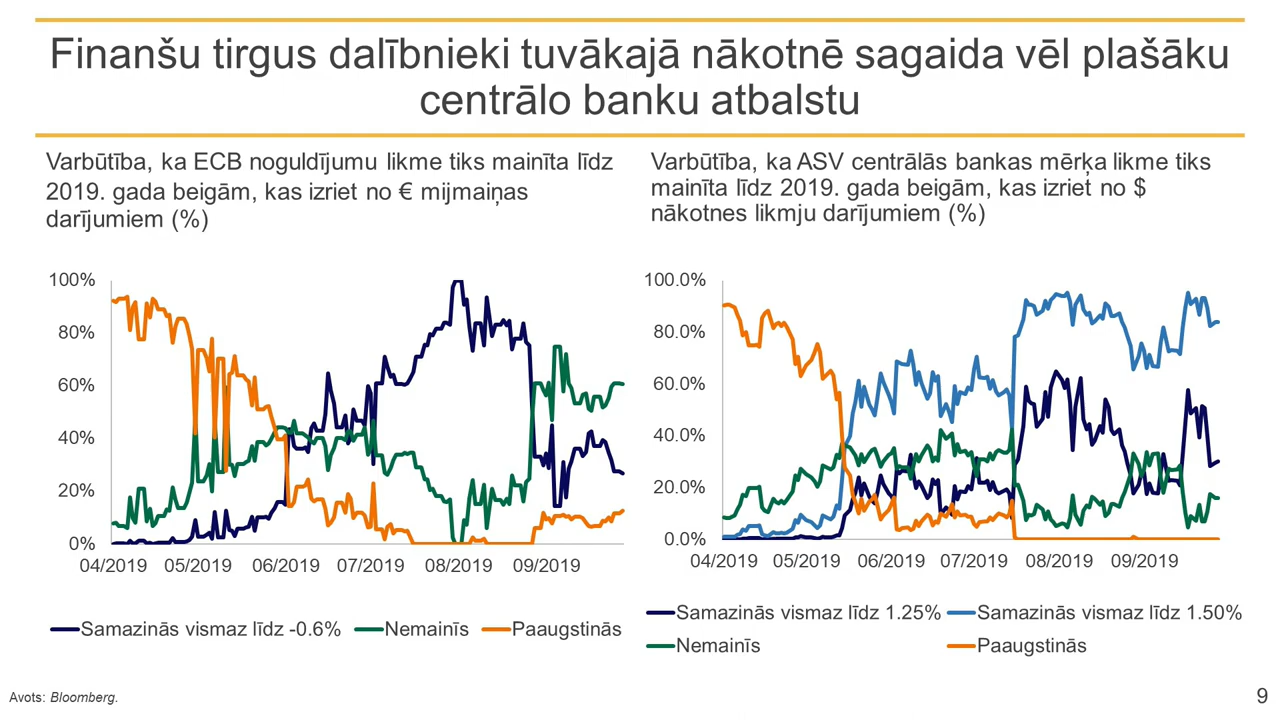 Finanšu tirgus dalībnieki tuvākajā nākotnē sagaida vēl plašāku
centrālo banku atbalstu
Varbūtība, ka ECB noguldījumu likme tiks mainīta līdz
2019. gada beigām, kas izriet no € mijmaiņas
darījumiem (%)
100%
80%
60%
40%
20%
0%
04/2019 05/2019 06/2019 07/2019 08/2019 09/2019
Samazinās vismaz līdz -0.6% Nemainīs Paaugstinās
Varbūtība, ka ASV centrālās bankas mērķa likme tiks
mainīta līdz 2019. gada beigām, kas izriet no $
nākotnes likmju darījumiem (%)
100.0%
80.0%
60.0%
40.0%
20.0%
0.0%
04/2019 05/2019 06/2019 07/2019 08/2019 09/2019
Samazinās vismaz līdz 1.25% Samazinās vismaz līdz 1.50%
Nemainīs Paaugstinās
Avots: Bloomberg.
9